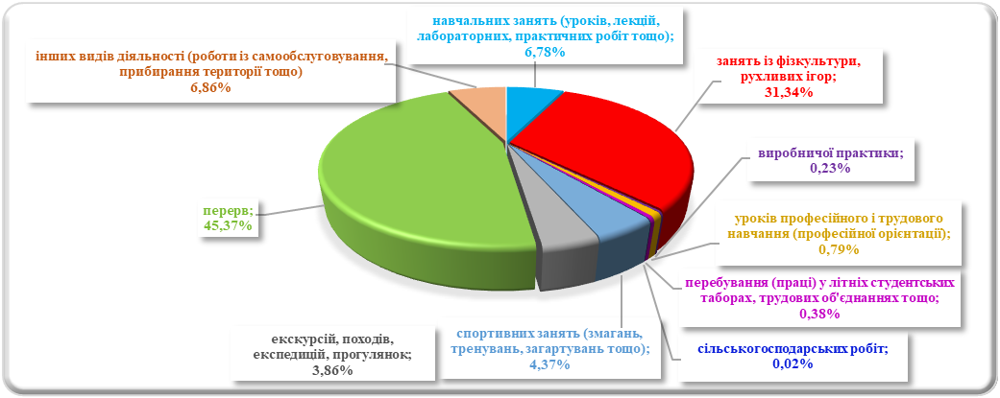 навчальних занять (уроків, лекцій,
лабораторних, практичних робіт тощо);
6,78%
інших видів діяльності (роботи із самообслуговування,
прибирання території тощо)
6,86%
занять із фізкультури,
рухливих ігор;
31,34%
виробничої практики;
0,23%
перерв;
45,37%
уроків професійного і трудового
навчання (професійної орієнтації);
0,79%
перебування (праці) у літніх студентських
таборах, трудових об'єднаннях тощо;
0,38%
екскурсій, походів,
експедицій, прогулянок;
3,86%
спортивних занять (змагань,
тренувань, загартувань тощо);
4,37%
сільськогосподарських робіт;
0,02%